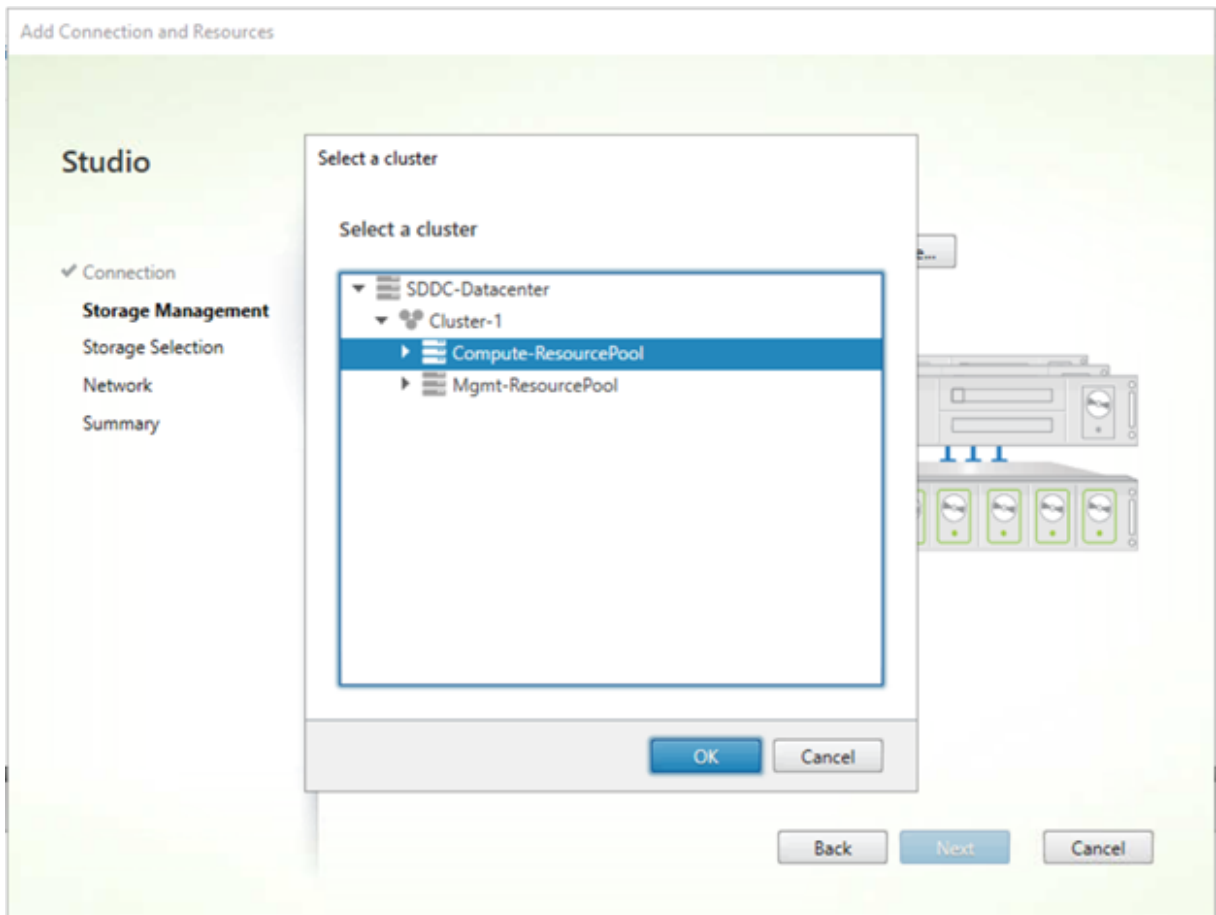 Add Connection and Resources
Studio
Connection
Storage Management
Storage Selection
Network
Summary
Select a cluster
Select a cluster
SDDC-Datacenter
Cluster-1
Compute-ResourcePool
Mgmt-ResourcePool
OK
Cancel
Back
Next
Cancel